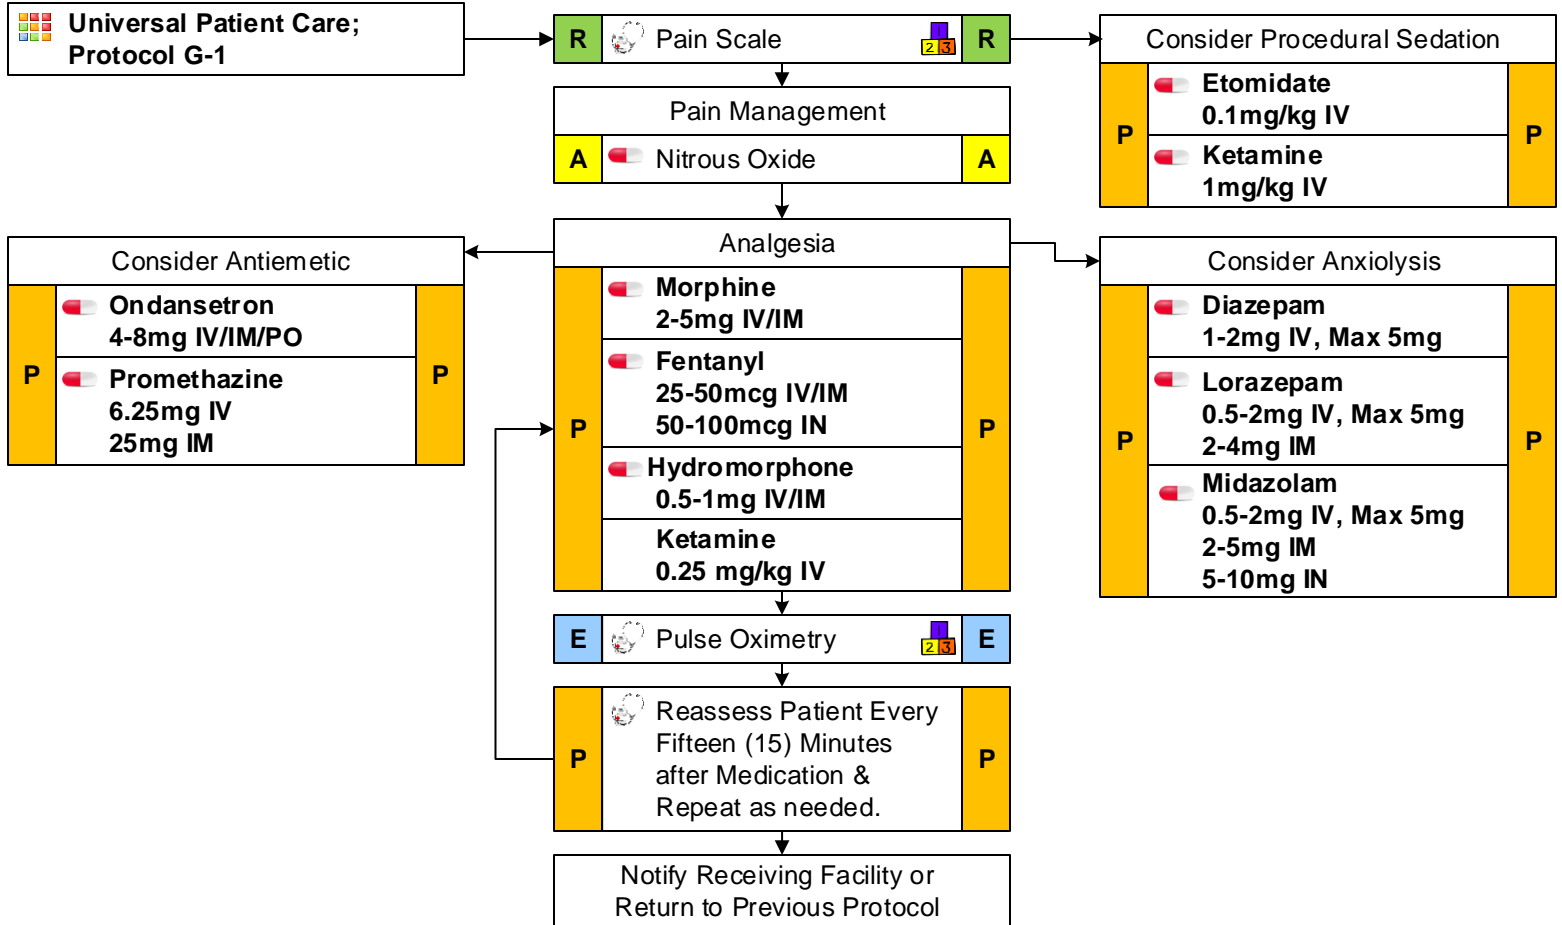 Universal Patient Care;
Protocol G-1
R Pain Scale 1 2 3 R
Pain Management
A Nitrous Oxide A
Consider Procedural Sedation
P P
Etomidate
0.1mg/kg IV
Ketamine
1mg/kg IV
Consider Antiemetic
P P
Ondansetron
4-8mg IV/IM/PO
Promethazine
6.25mg IV
25mg IM
Analgesia
P P
Morphine
2-5mg IV/IM
Fentanyl
25-50mcg IV/IM
50-100mcg IN
Hydromorphone
0.5-1mg IV/IM
Ketamine
0.25 mg/kg IV
Consider Anxiolysis
P P
Diazepam
1-2mg IV, Max 5mg
Lorazepam
0.5-2mg IV, Max 5mg
2-4mg IM
Midazolam
0.5-2mg IV, Max 5mg
2-5mg IM
5-10mg IN
E Pulse Oximetry 1 2 3 E
P P
Reassess Patient Every
Fifteen (15) Minutes
after Medication &
Repeat as needed.
Notify Receiving Facility or
Return to Previous Protocol